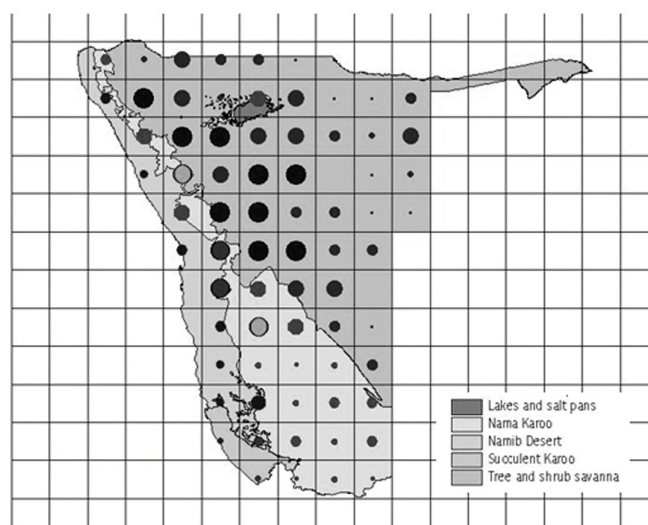 Lakes and salt pans
Nama Karoo
Namib Desert
Succulent Karoo
Tree and shrub savanna